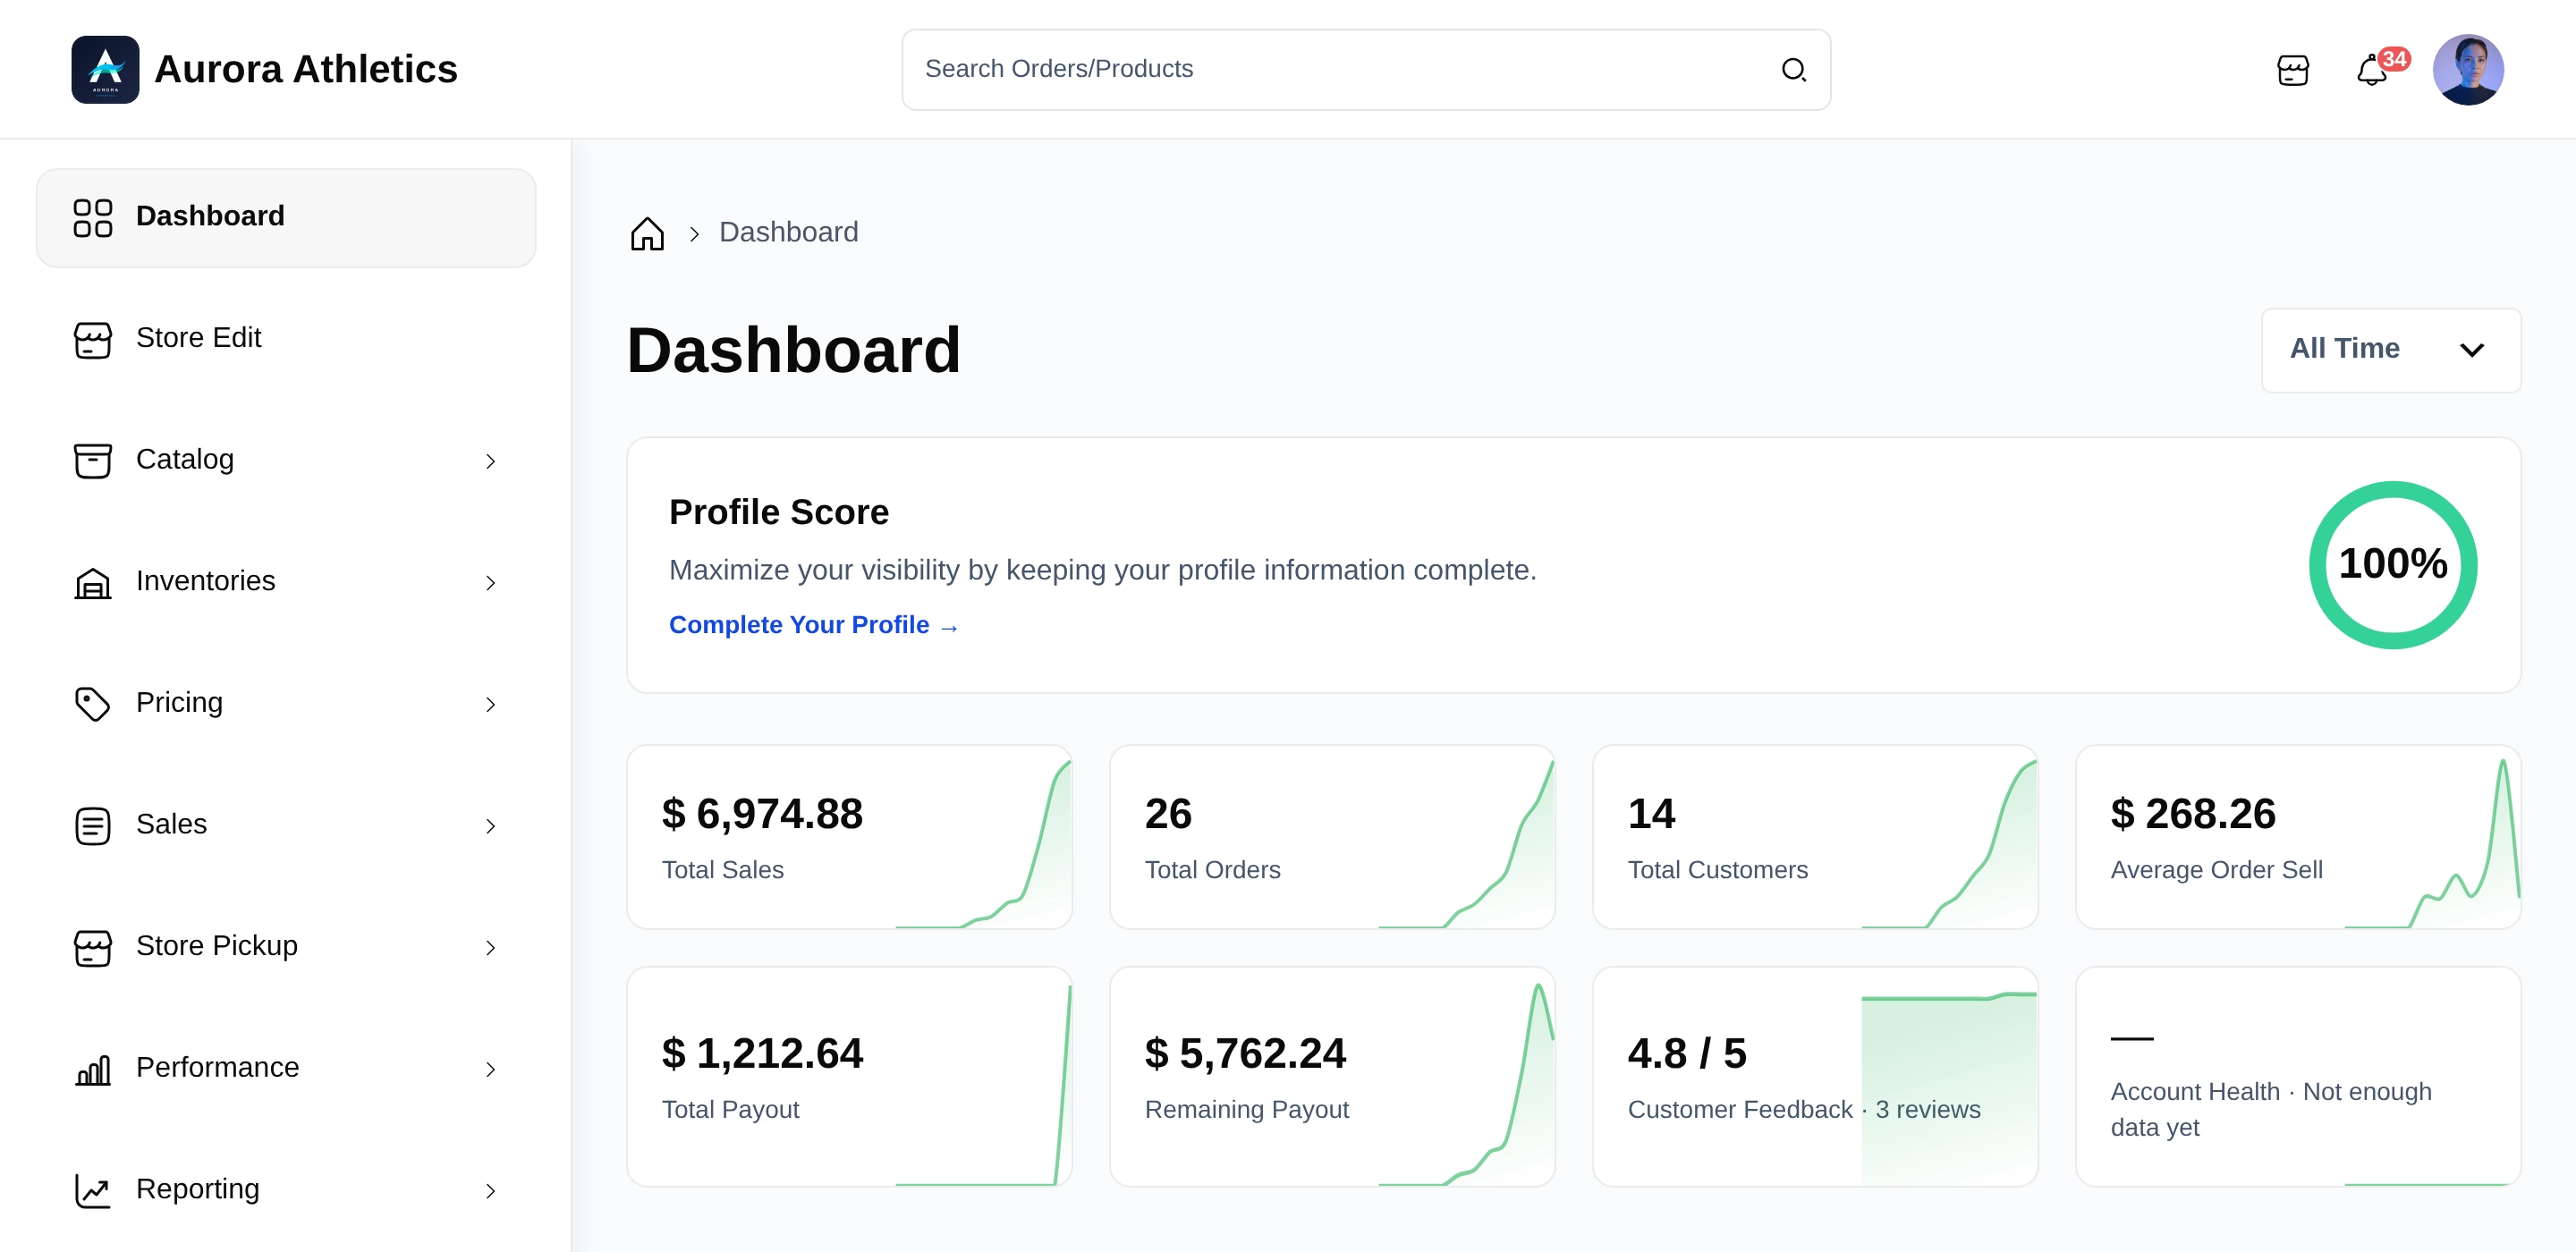 AURORA
Aurora Athletics
Search Orders/Products
34
Dashboard
Store Edit
Catalog
Inventories
Pricing
Sales
Store Pickup
Performance
Reporting
Dashboard
Dashboard
All Time
Profile Score
Maximize your visibility by keeping your profile information complete.
Complete Your Profile →
100%
$ 6,974.88
Total Sales
26
Total Orders
14
Total Customers
$ 268.26
Average Order Sell
$ 1,212.64
Total Payout
$ 5,762.24
Remaining Payout
4.8 / 5
Customer Feedback · 3 reviews
—
Account Health · Not enough
data yet